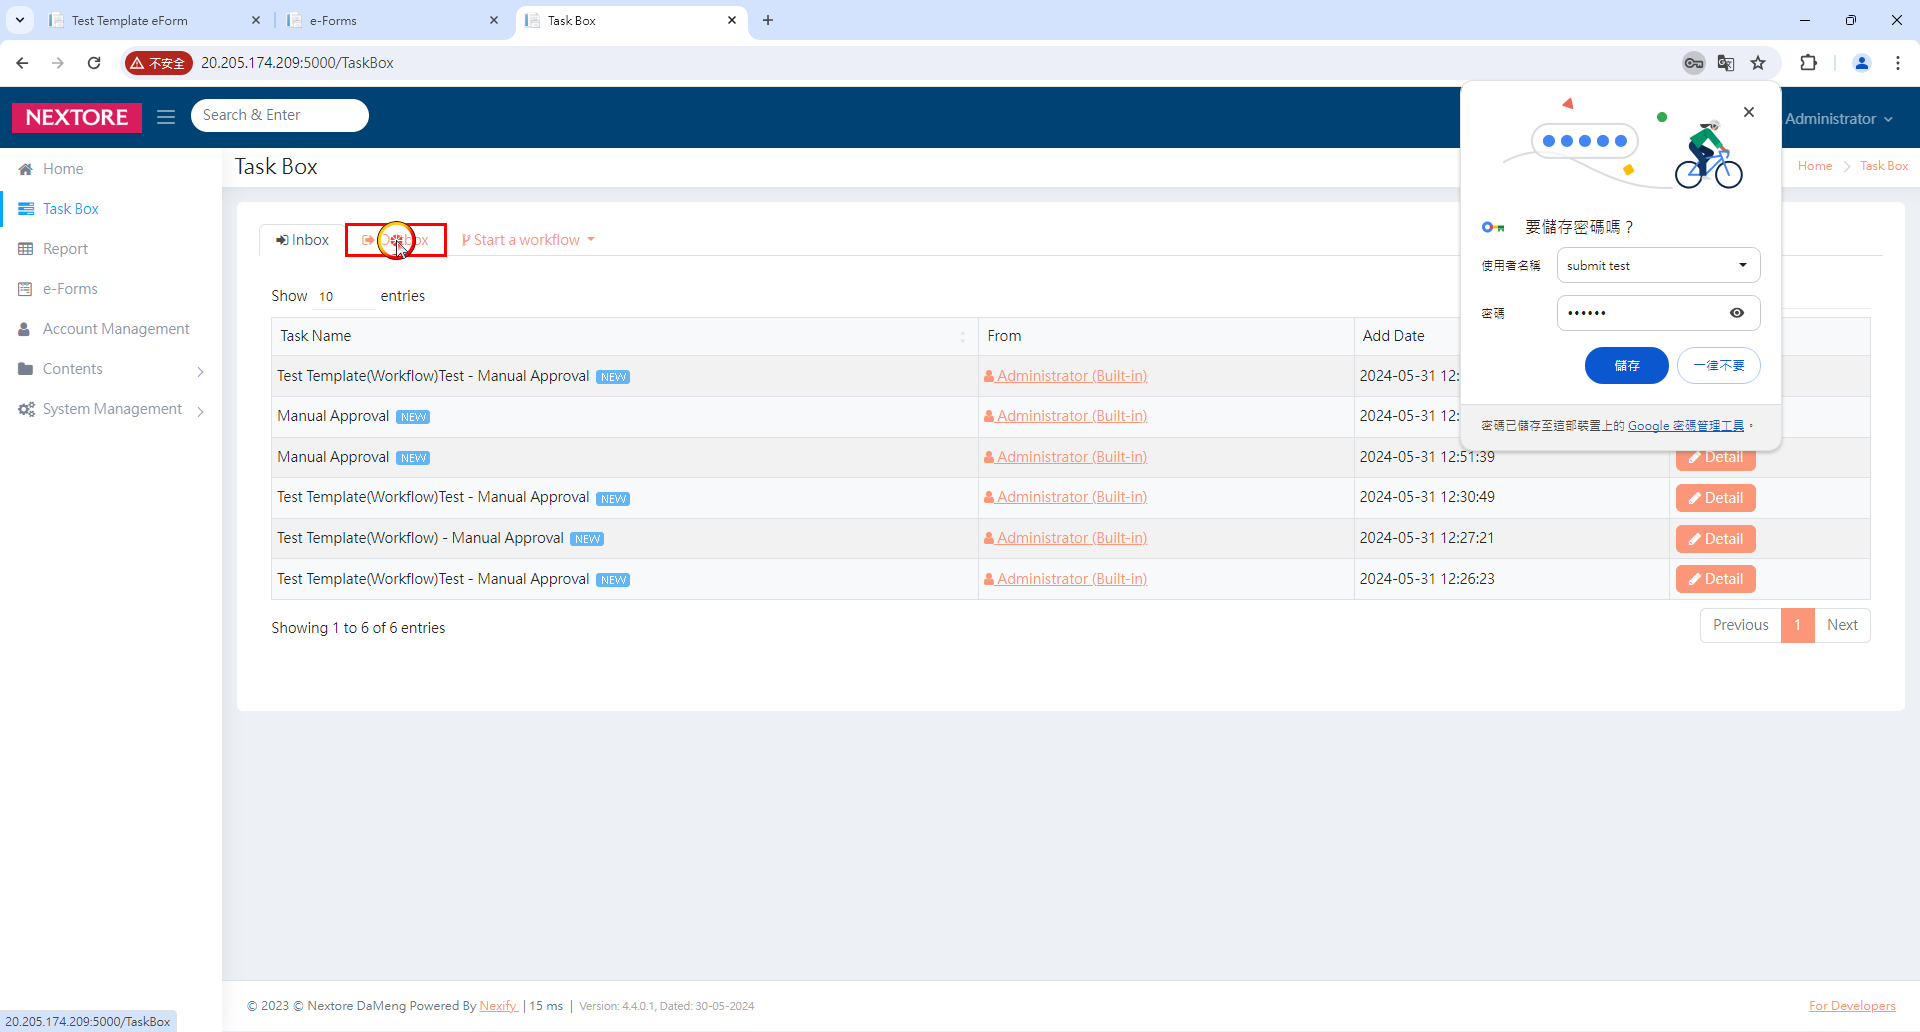 Test Template eForm
e-Forms
Task Box
不安全
20.205.174.209:5000/TaskBox
NEXTORE
Search & Enter
Administrator
Home
Task Box
Report
e-Forms
Account Management
Contents
System Management
Task Box
Home
Task Box
Inbox
Start a workflow
Show 10 entries
Task Name
From
Add Date
Test Template(Workflow)Test - Manual Approval NEW
Administrator (Built-in)
2024-05-31 12:
Manual Approval NEW
Administrator (Built-in)
2024-05-31 12:
Manual Approval NEW
Administrator (Built-in)
2024-05-31 12:51:39
Detail
Test Template(Workflow)Test - Manual Approval NEW
Administrator (Built-in)
2024-05-31 12:30:49
Detail
Test Template(Workflow) - Manual Approval NEW
Administrator (Built-in)
2024-05-31 12:27:21
Detail
Test Template(Workflow)Test - Manual Approval NEW
Administrator (Built-in)
2024-05-31 12:26:23
Detail
Showing 1 to 6 of 6 entries
Previous
1
Next
要儲存密碼嗎？
使用者名稱
submit test
密碼
••••••
儲存
一律不要
密碼已儲存至這部裝置上的 Google 密碼管理工具。
© 2023 © Nextore DaMeng Powered By Nexify | 15 ms | Version: 4.4.0.1, Dated: 30-05-2024
For Developers
20.205.174.209:5000/TaskBox